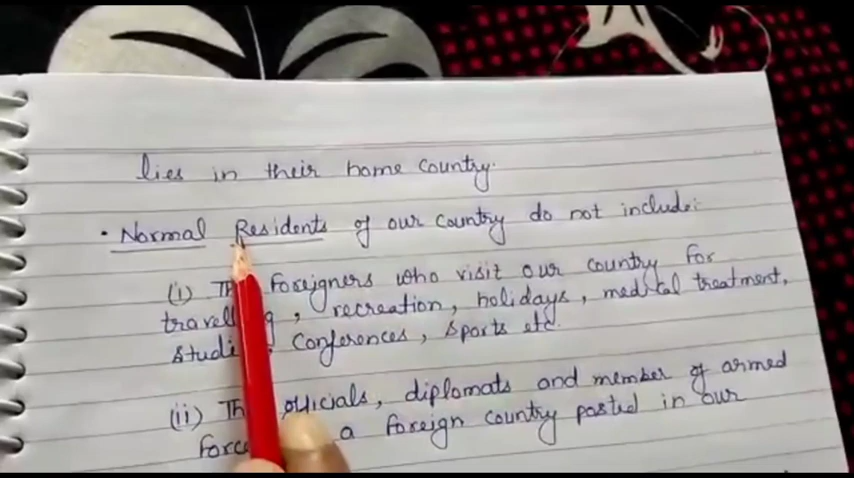 lies in their home country.
• Normal Residents of our country do not include:
(i) foreigners who visit our country for
, recreation, holidays, medical treatment,
conferences, sports etc.
(ii) officials, diplomats and member of armed
a foreign country posted in our